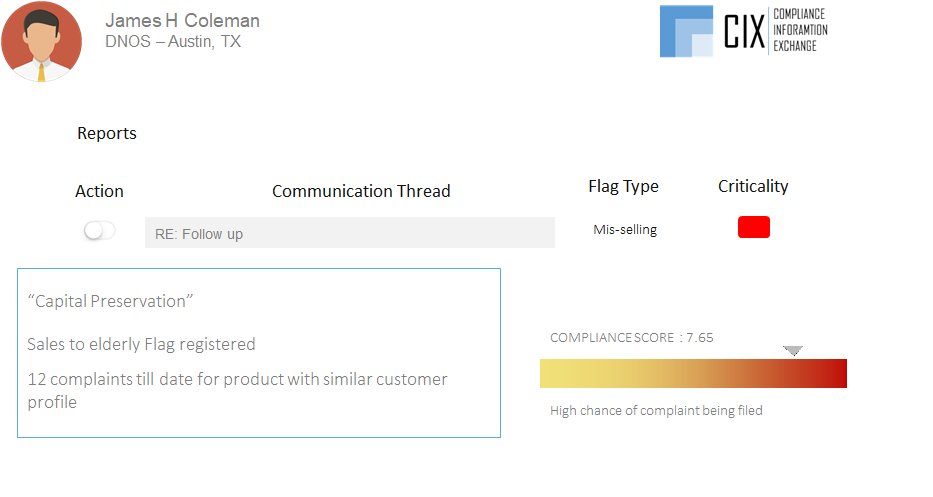 James H Coleman
DNOS – Austin, TX
CIX
COMPLIANCE
INFORAMTION
EXCHANGE
Reports
Action
Communication Thread
Flag Type
Criticality
RE: Follow up
Mis-selling
“Capital Preservation”
Sales to elderly Flag registered
12 complaints till date for product with similar customer
profile
COMPLIANCE SCORE : 7.65
High chance of complaint being filed